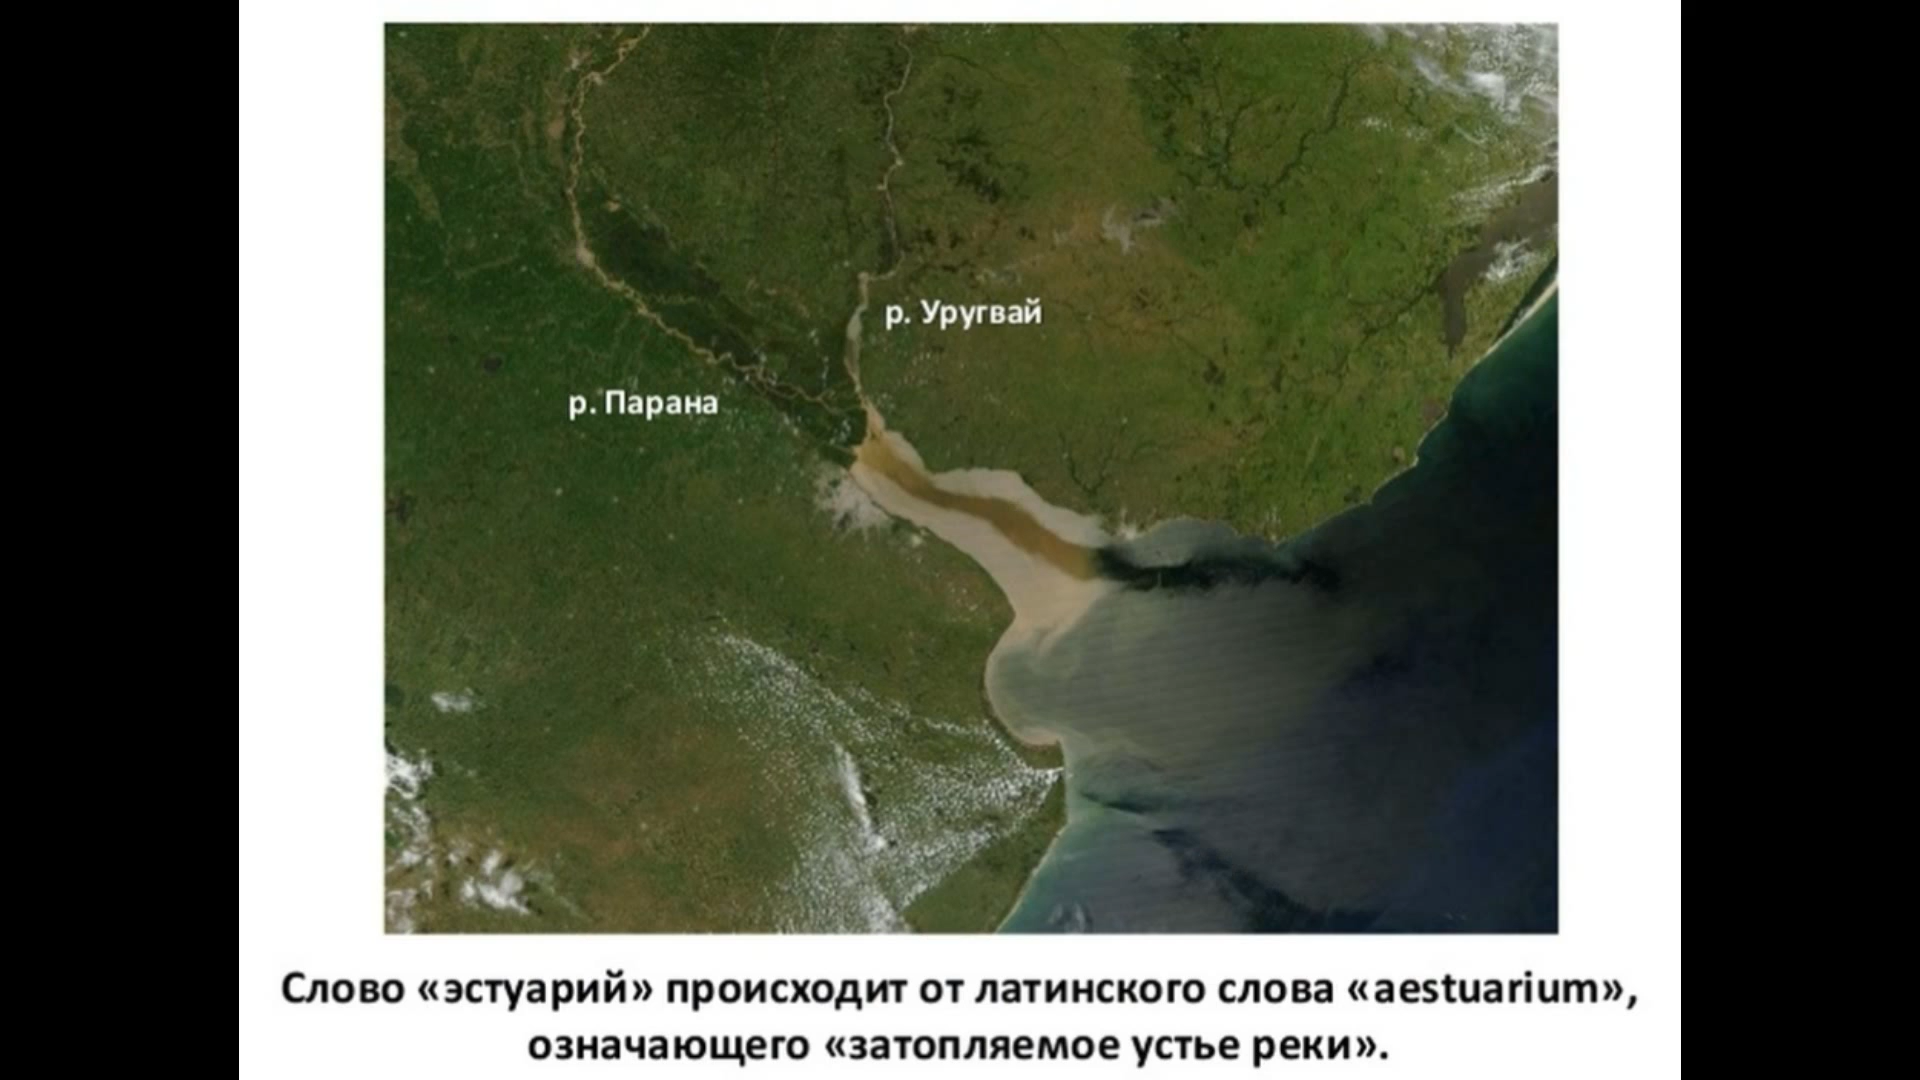 р. Уругвай
р. Парана
Слово «эстуарий» происходит от латинского слова «aestuarium»,
означающего «затопляемое устье реки».